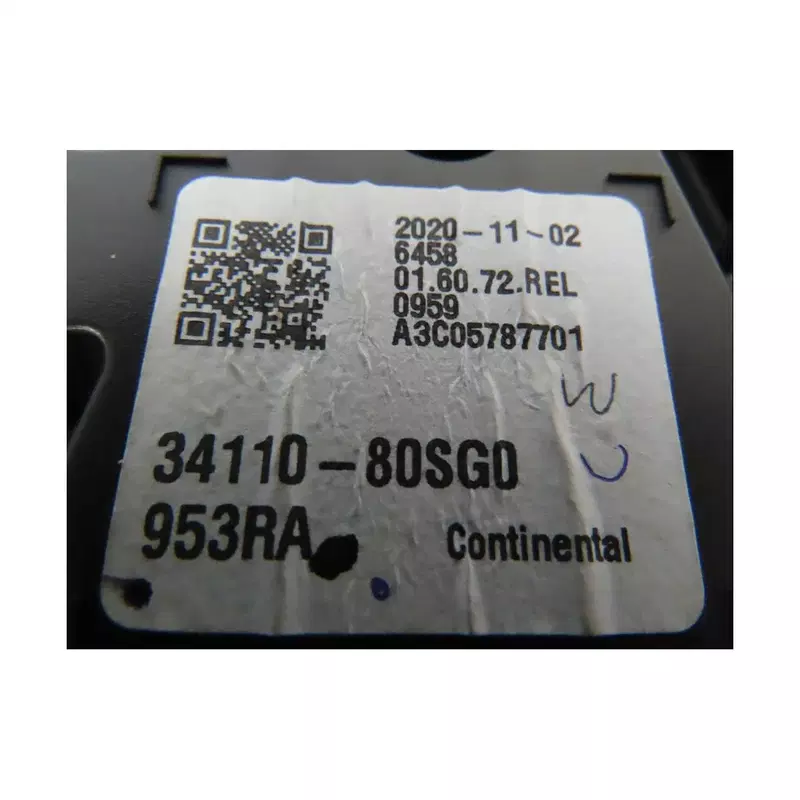 2020-11-02
6458
01.60.72.REL
0959
A3C05787701
34110-80SG0
953RA
Continental